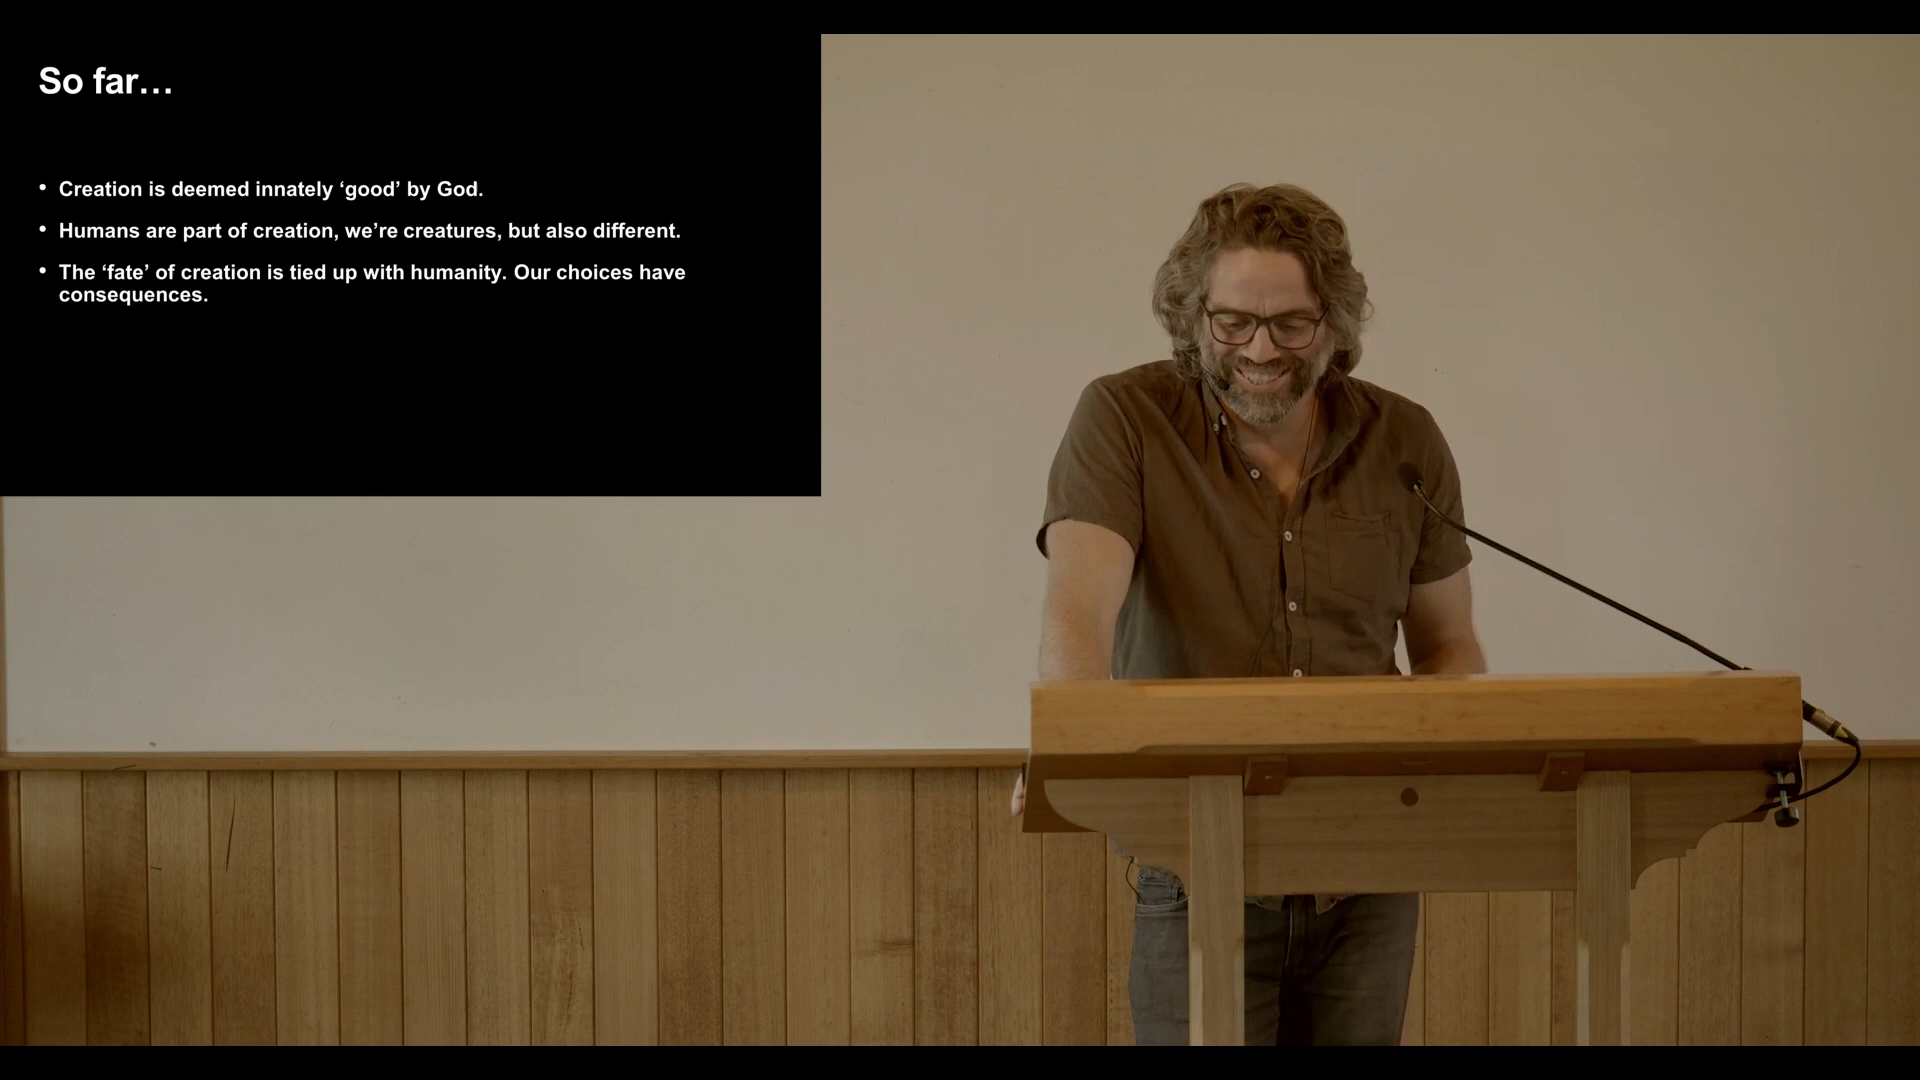 So far…
• Creation is deemed innately ‘good’ by God.
• Humans are part of creation, we’re creatures, but also different.
• The ‘fate’ of creation is tied up with humanity. Our choices have
consequences.